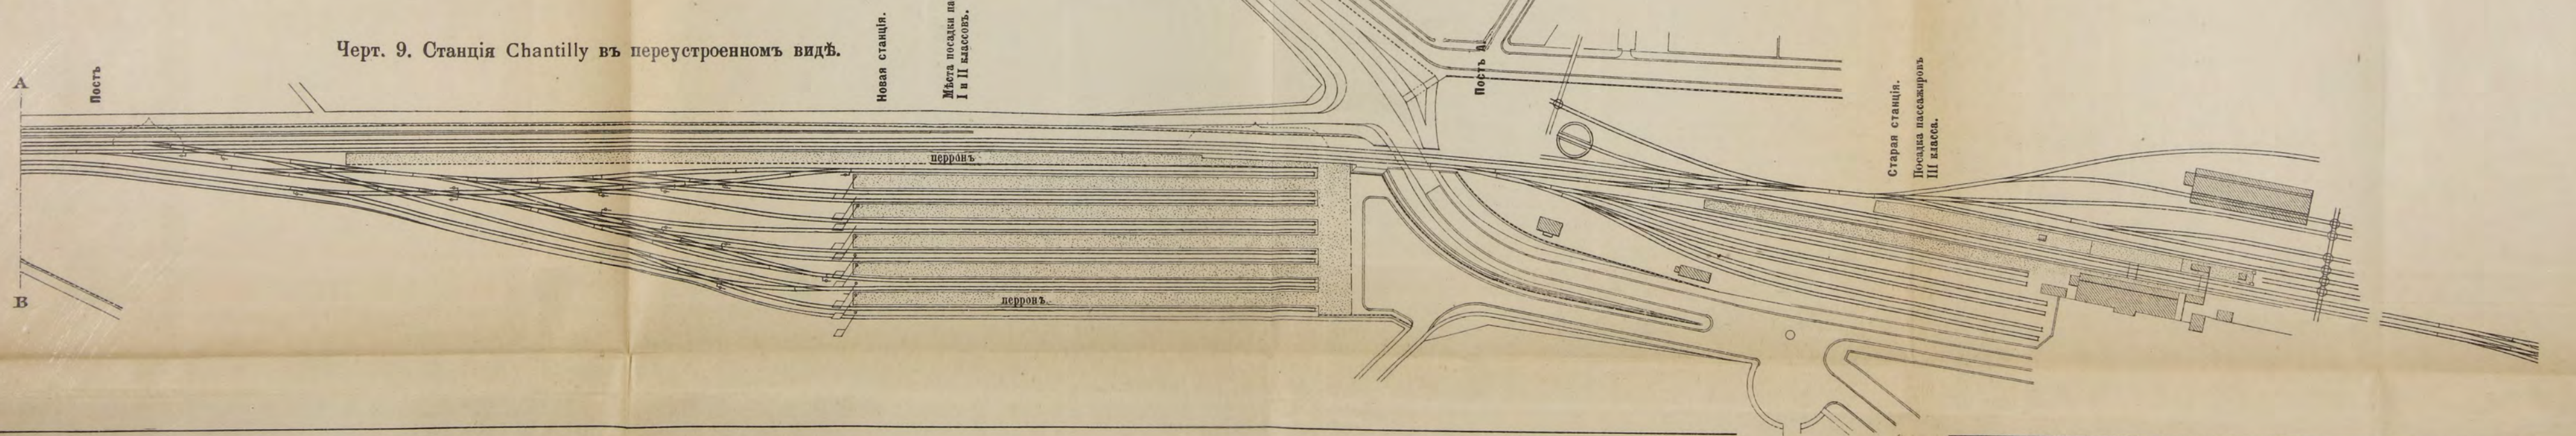 Черт. 9. Станція Chantilly въ переустроенномъ видѣ.
А
Постъ
Новая станція.
Мѣста посадки
I и II классовъ.
Постъ
Старая станція.
Посадка пассажировъ
III класса.
перронъ
перронъ
В